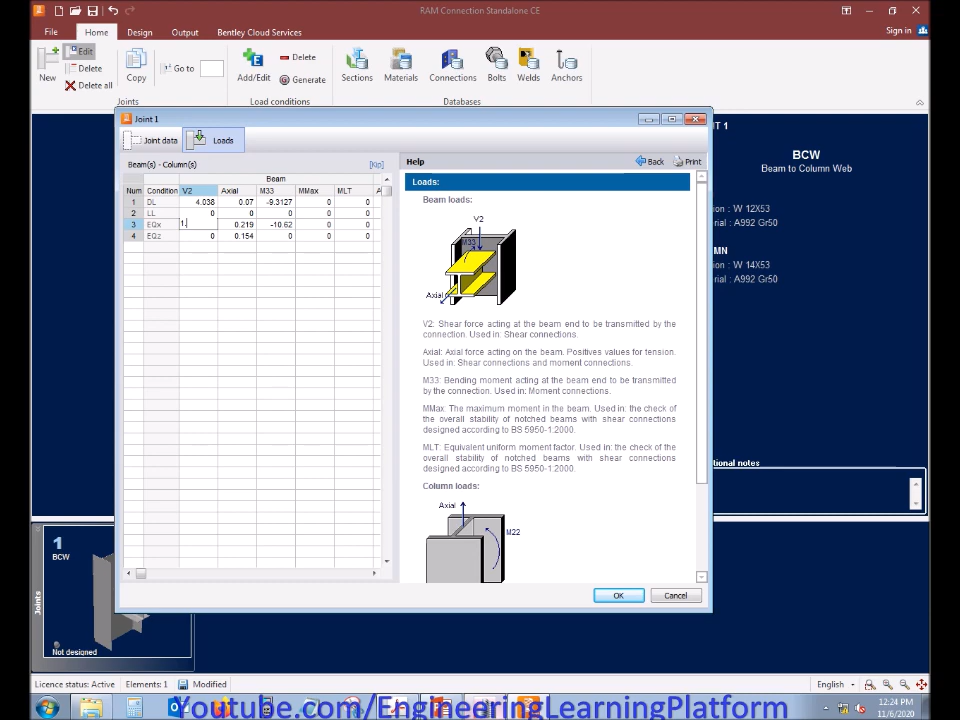 RAM Connection Standalone CE
File
Home
Design
Output
Bentley Cloud Services
Sign in
New
Edit
Delete
Delete all
Copy
Go to
Add/Edit
Delete
Generate
Sections
Materials
Connections
Bolts
Welds
Anchors
Joints
Load conditions
Databases
Joint 1
Joint data
Loads
Beam(s) - Column(s)
[Kip]
Beam
Num Condition V2 Axial M33 MMax MLT A
1 DL 4.038 0.07 -9.3127 0 0
2 LL 0 0 0 0 0
3 EQx 1. 0.219 -10.62 0 0
4 EQz 0 0.154 0 0 0
Help
Back
Print
Loads:
Beam loads:
V2
M33
Axial
V2: Shear force acting at the beam end to be transmitted by the
connection. Used in: Shear connections.
Axial: Axial force acting on the beam. Positives values for tension.
Used in: Shear connections and moment connections.
M33: Bending moment acting at the beam end to be transmitted
by the connection. Used in: Moment connections.
MMax: The maximum moment in the beam. Used in: the check of
the overall stability of notched beams with shear connections
designed according to BS 5950-1:2000.
MLT: Equivalent uniform moment factor. Used in: the check of the
overall stability of notched beams with shear connections
designed according to BS 5950-1:2000.
Column loads:
Axial
M22
OK
Cancel
NT 1
BCW
Beam to Column Web
ion : W 12X53
rial : A992 Gr50
MN
ion : W 14X53
rial : A992 Gr50
tional notes
Joints
1
BCW
Not designed
Licence status: Active
Elements: 1
Modified
English
Youtube.com/EngineeringLearningPlatform
12:24 PM
11/6/2020